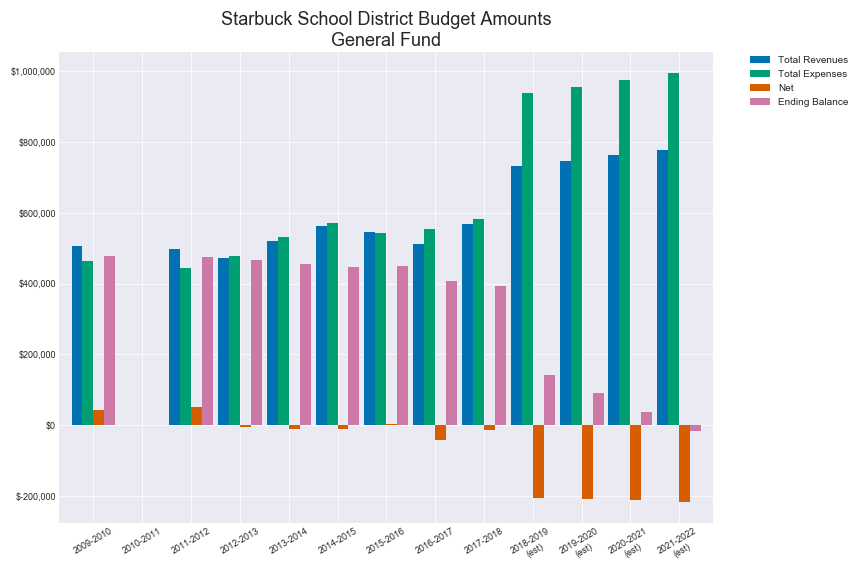 Starbuck School District Budget Amounts
General Fund
Total Revenues
Total Expenses
Net
Ending Balance
$1,000,000
$800,000
$600,000
$400,000
$200,000
$0
$-200,000
2009-2010
2010-2011
2011-2012
2012-2013
2013-2014
2014-2015
2015-2016
2016-2017
2017-2018
2018-2019
(est)
2019-2020
(est)
2020-2021
(est)
2021-2022
(est)